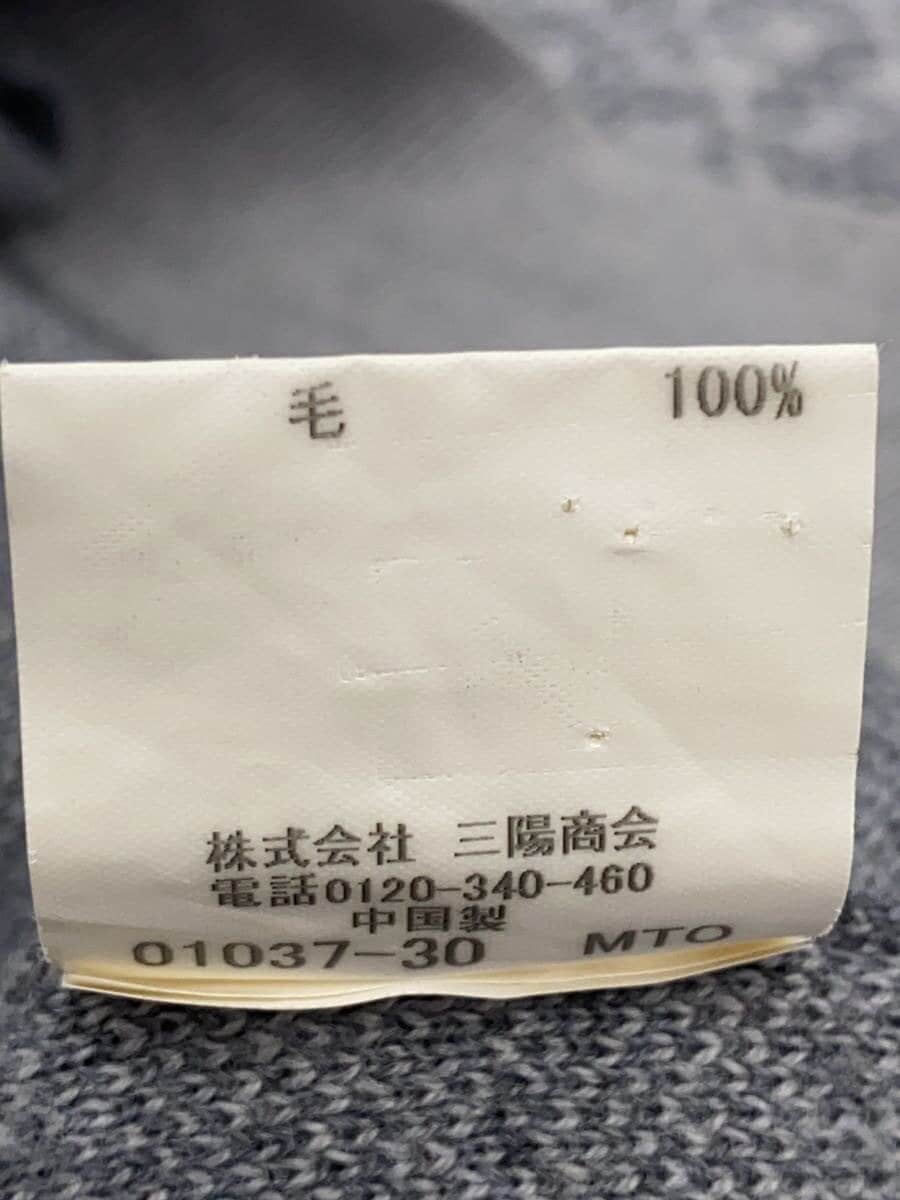 毛 100%
株式会社 三陽商会
電話0120-340-460
中国製
01037-30 MTO